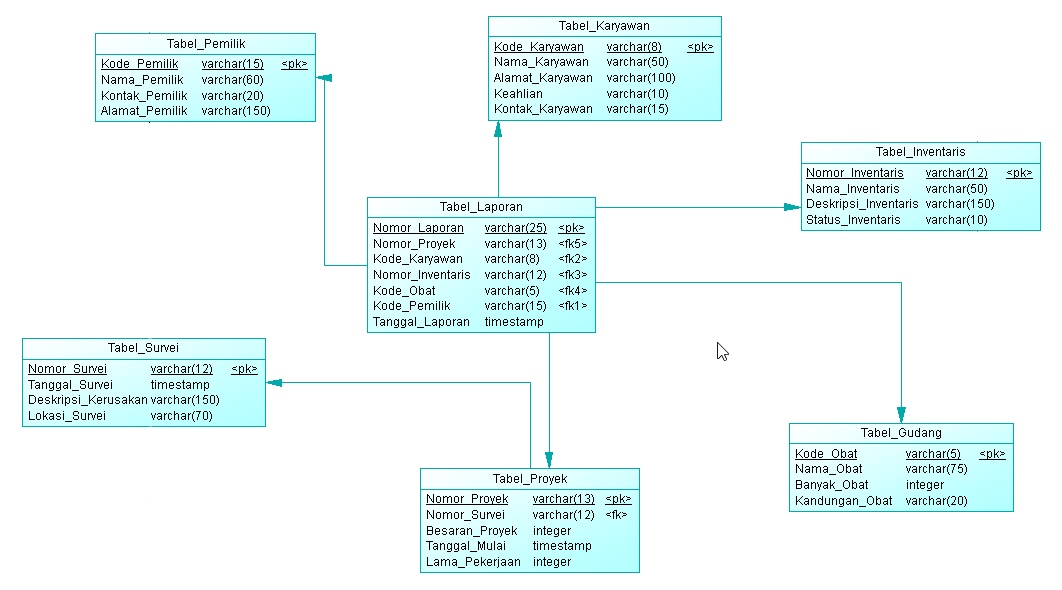 Tabel_Pemilik
Kode_Pemilik varchar(15) <pk>
Nama_Pemilik varchar(60)
Kontak_Pemilik varchar(20)
Alamat_Pemilik varchar(150)
Tabel_Karyawan
Kode_Karyawan varchar(8) <pk>
Nama_Karyawan varchar(50)
Alamat_Karyawan varchar(100)
Keahlian varchar(10)
Kontak_Karyawan varchar(15)
Tabel_Inventaris
Nomor_Inventaris varchar(12) <pk>
Nama_Inventaris varchar(50)
Deskripsi_Inventaris varchar(150)
Status_Inventaris varchar(10)
Tabel_Laporan
Nomor_Laporan varchar(25) <pk>
Nomor_Proyek varchar(13) <fk5>
Kode_Karyawan varchar(8) <fk2>
Nomor_Inventaris varchar(12) <fk3>
Kode_Obat varchar(5) <fk4>
Kode_Pemilik varchar(15) <fk1>
Tanggal_Laporan timestamp
Tabel_Survei
Nomor_Survei varchar(12) <pk>
Tanggal_Survei timestamp
Deskripsi_Kerusakan varchar(150)
Lokasi_Survei varchar(70)
Tabel_Gudang
Kode_Obat varchar(5) <pk>
Nama_Obat varchar(75)
Banyak_Obat integer
Kandungan_Obat varchar(20)
Tabel_Proyek
Nomor_Proyek varchar(13) <pk>
Nomor_Survei varchar(12) <fk>
Besaran_Proyek integer
Tanggal_Mulai timestamp
Lama_Pekerjaan integer